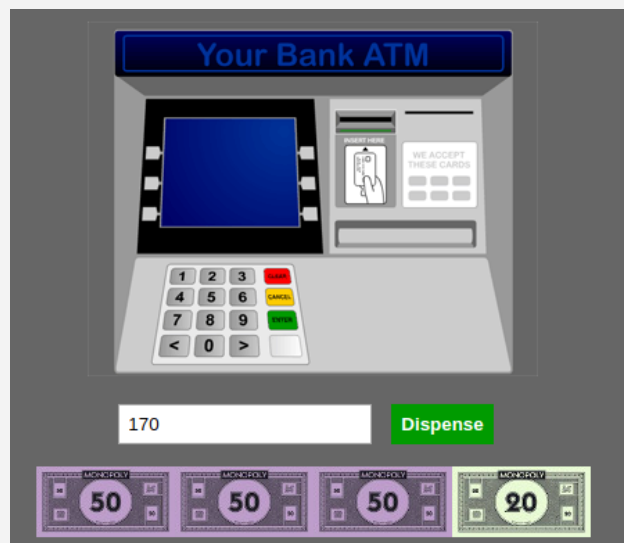 Your Bank ATM
INSERT HERE
WE ACCEPT
THESE CARDS
1 2 3 CLEAR
4 5 6 CANCEL
7 8 9 ENTER
< 0 >
170 Dispense
MONOPOLY MONOPOLY MONOPOLY MONOPOLY
50 50 50 20